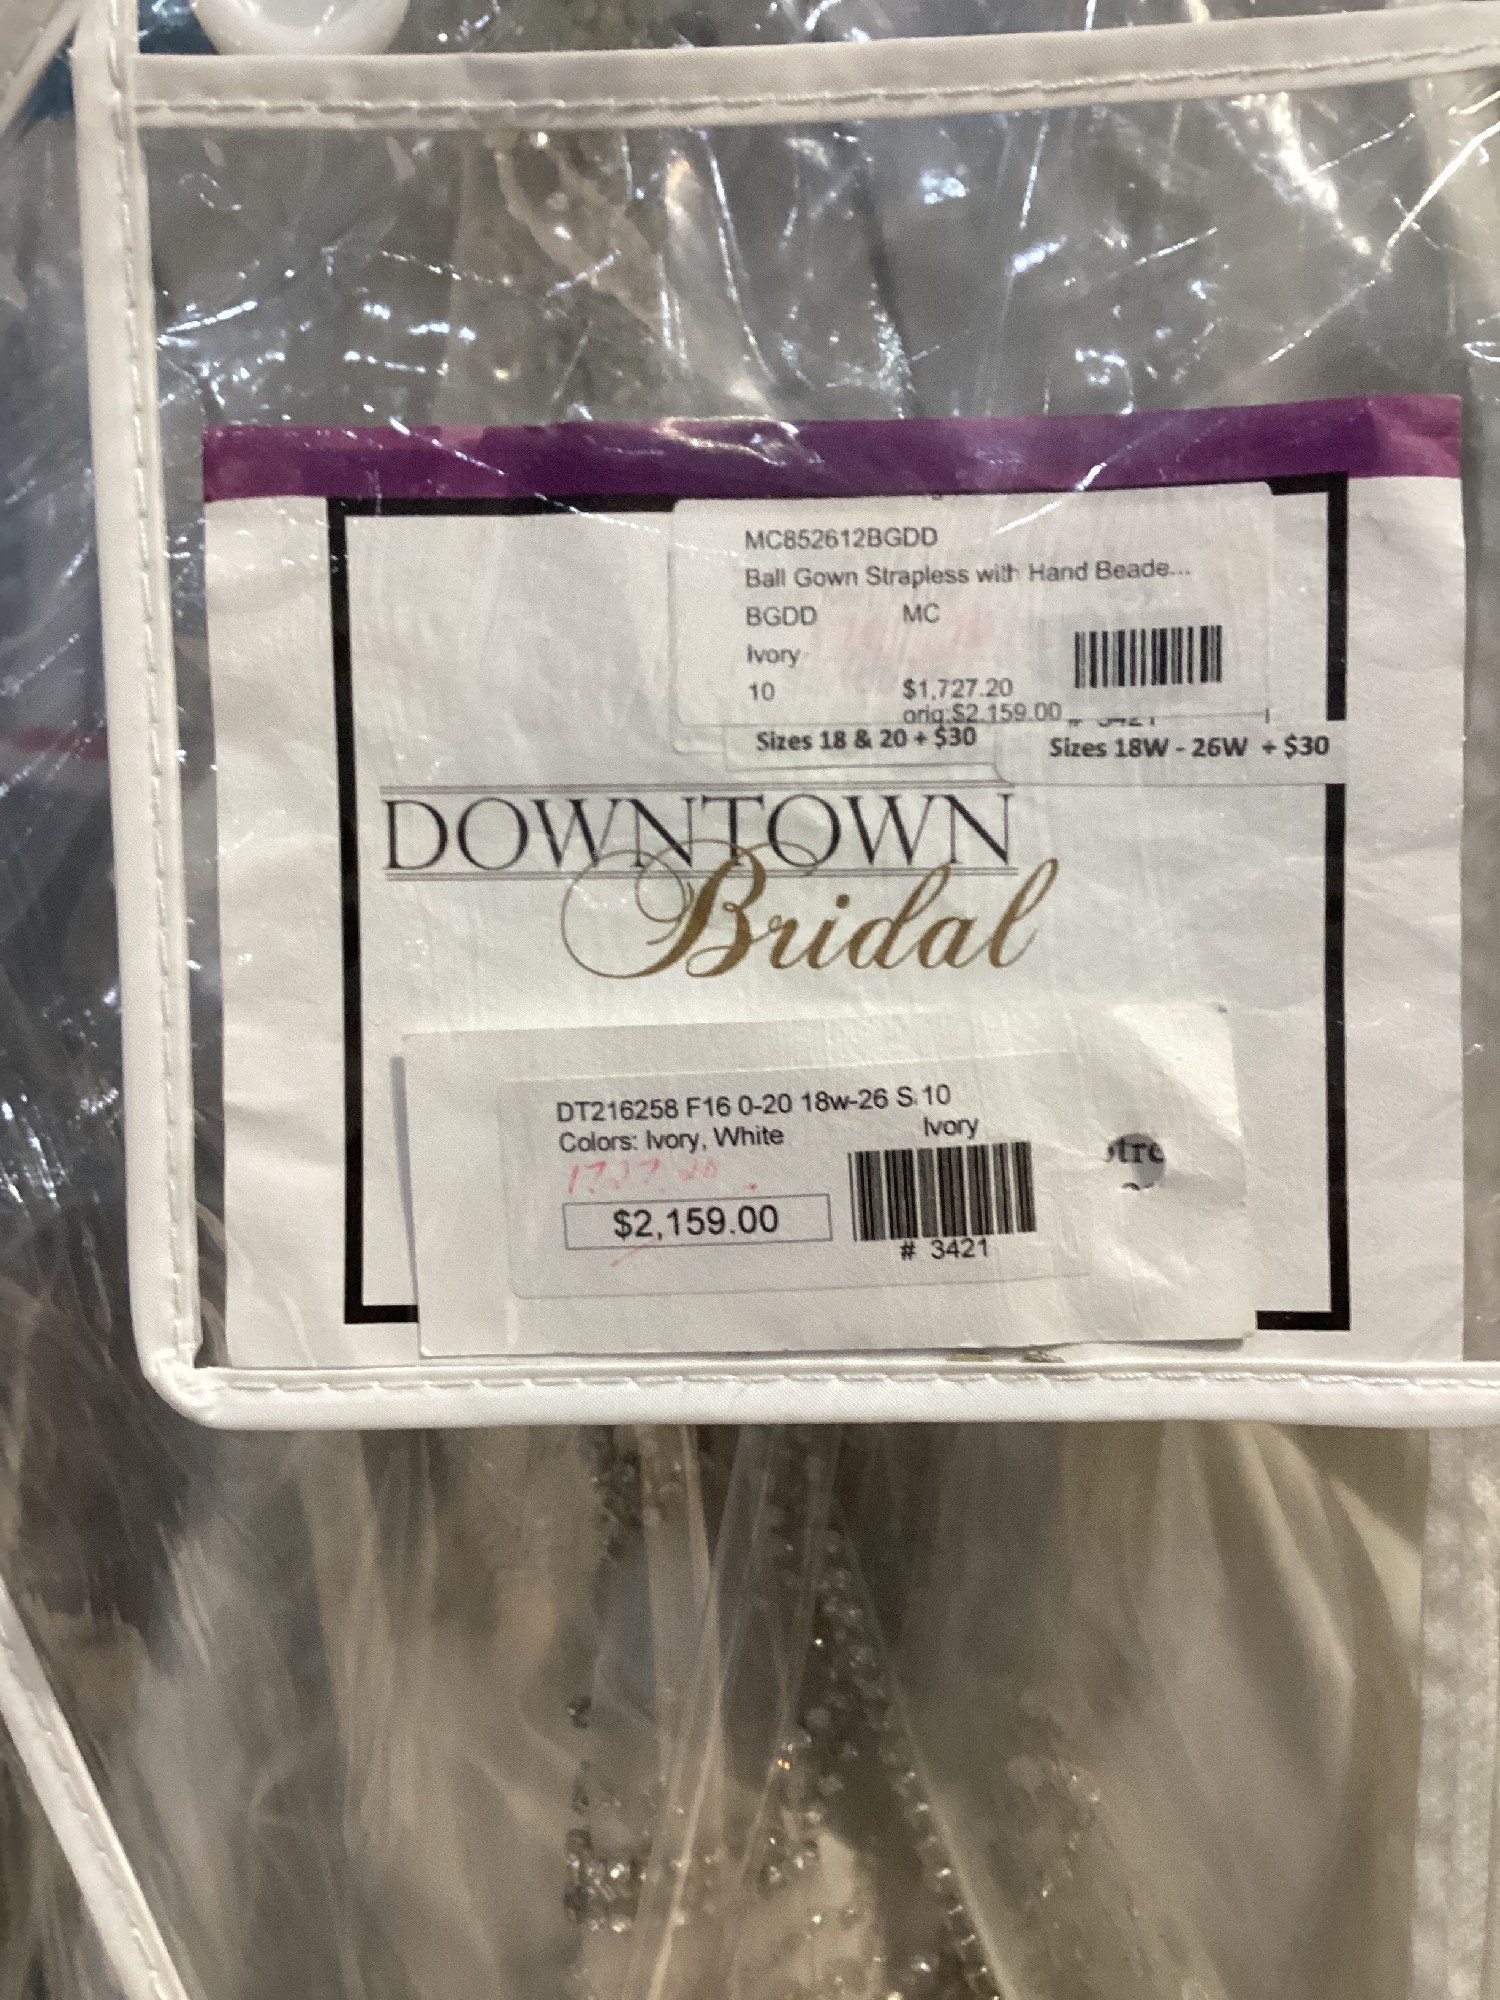 MC852612BGDD
Ball Gown Strapless with Hand Beade...
BGDD MC
Ivory
10 $1,727.20
orig:$2,159.00
# 3421
Sizes 18 & 20 + $30 Sizes 18W - 26W + $30
DOWNTOWN
Bridal
DT216258 F16 0-20 18w-26 S: 10
Colors: Ivory, White Ivory
1727.20
$2,159.00
# 3421